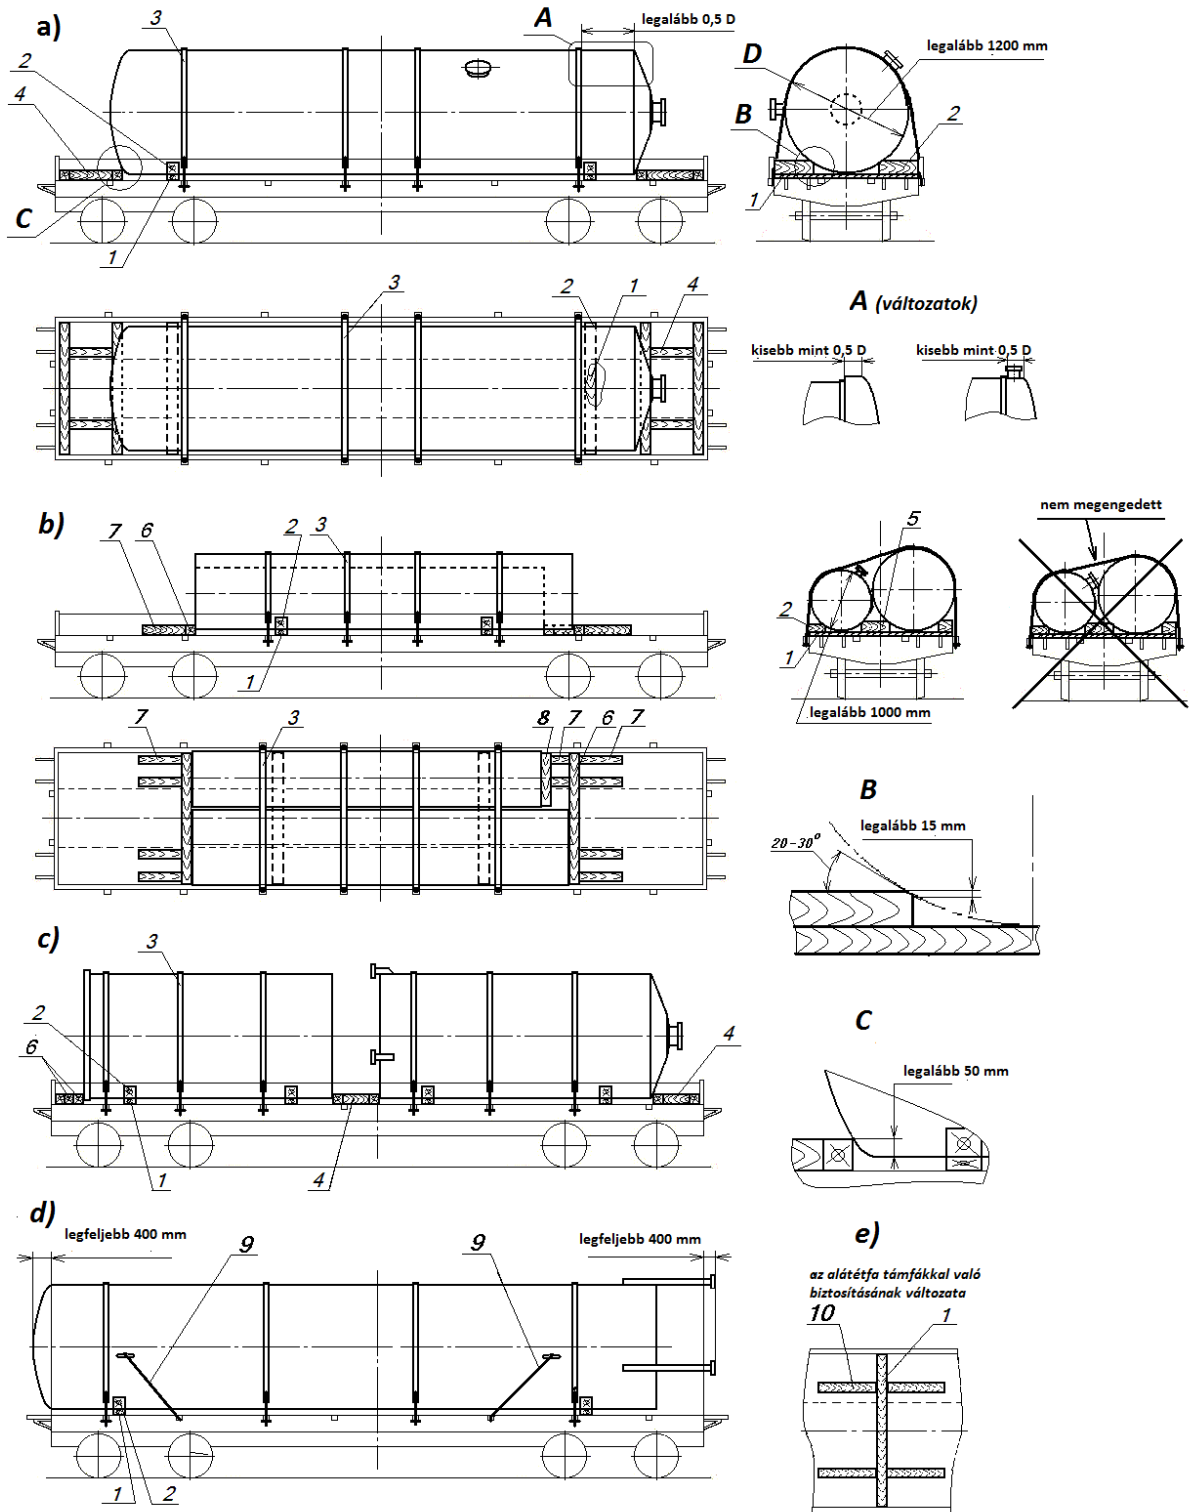 a)
3
A
legalább 0,5 D
2
4
C
1
D
legalább 1200 mm
B
2
1
3
2
1
4
A (változatok)
kisebb mint 0,5 D
kisebb mint 0,5 D
b)
7
6
2
3
1
5
nem megengedett
2
1
legalább 1000 mm
7
3
8
7
6
7
B
legalább 15 mm
20-30°
c)
3
2
6
4
1
4
C
legalább 50 mm
d)
legfeljebb 400 mm
9
9
legfeljebb 400 mm
1
2
e)
az alátétfa támfákkal való
biztosításának változata
10
1